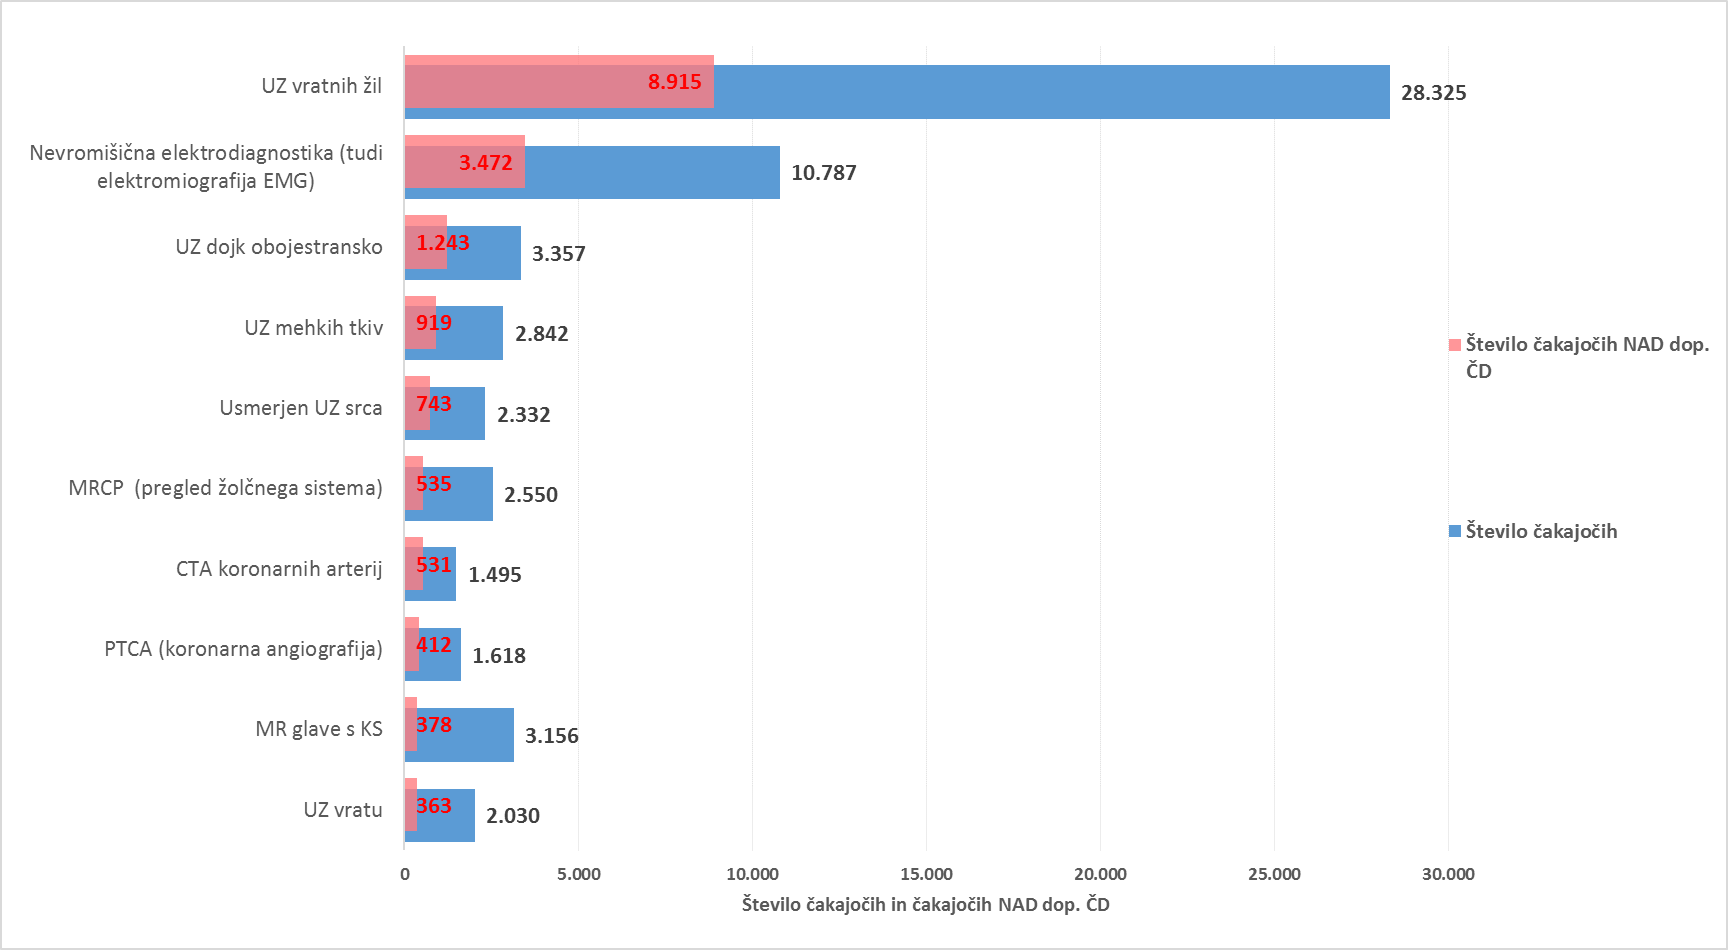 UZ vratnih žil
8.915
28.325
Nevromišična elektrodiagnostika (tudi
elektromiografija EMG)
3.472
10.787
UZ dojk obojestransko
1.243
3.357
UZ mehkih tkiv
919
2.842
Usmerjen UZ srca
743
2.332
MRCP (pregled žolčnega sistema)
535
2.550
CTA koronarnih arterij
531
1.495
PTCA (koronarna angiografija)
412
1.618
MR glave s KS
378
3.156
UZ vratu
363
2.030
0 5.000 10.000 15.000 20.000 25.000 30.000
Število čakajočih in čakajočih NAD dop. ČD
Število čakajočih NAD dop.
ČD
Število čakajočih